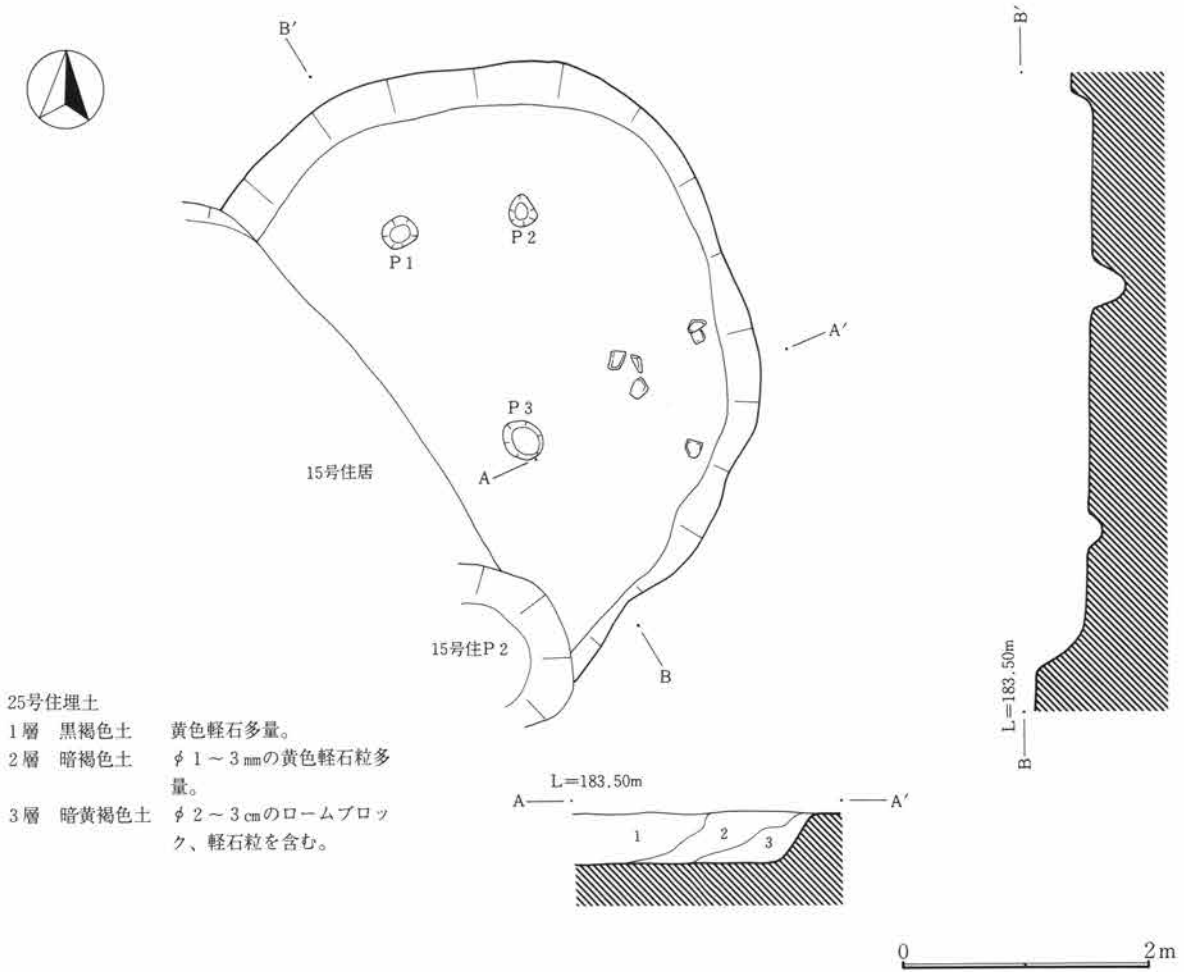 B′
B′
A′
P 1
P 2
P 3
A
15号住居
15号住P 2
B
L＝183.50m
B
25号住埋土
1層　黒褐色土　黄色軽石多量。
2層　暗褐色土　φ 1～3㎜の黄色軽石粒多
量。
3層　暗黄褐色土　φ 2～3㎝のロームブロッ
ク、軽石粒を含む。
L＝183.50m
A
A′
1
2
3
0
2m